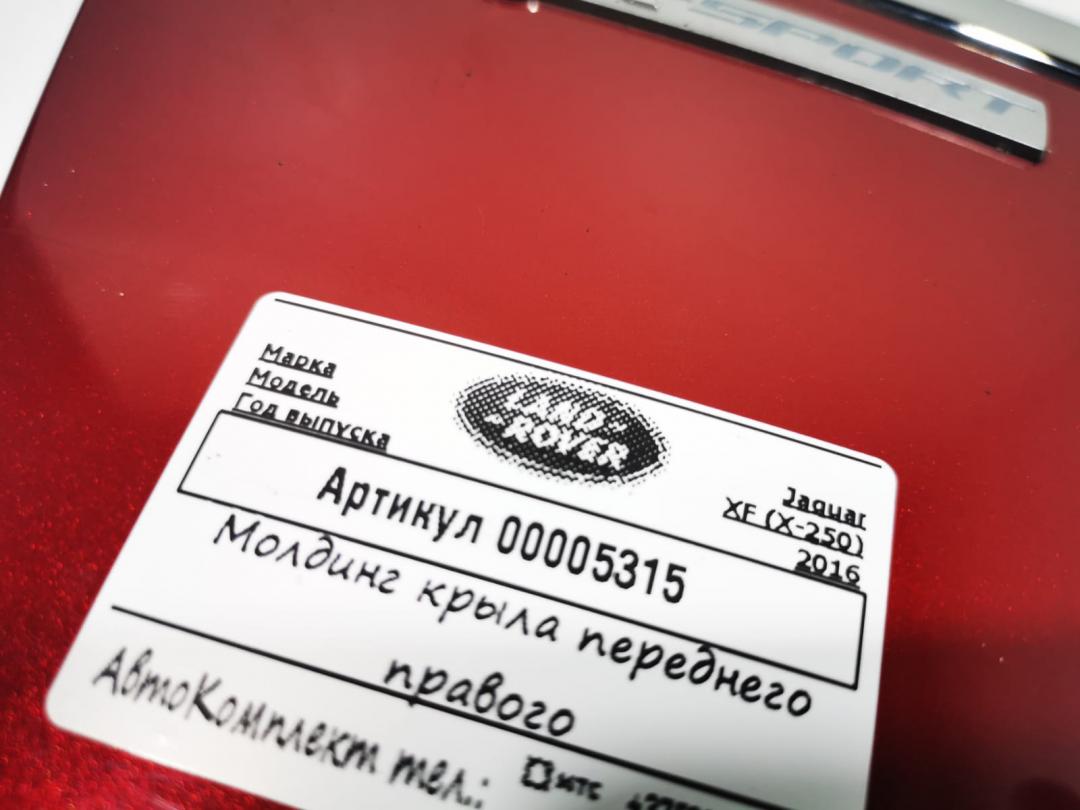 SPORT
Марка
Модель
Год выпуска
LAND
ROVER
Jaguar
XF (X-250)
2016
Артикул 00005315
Молдинг крыла переднего
правого
АвтоКомплект тел.: